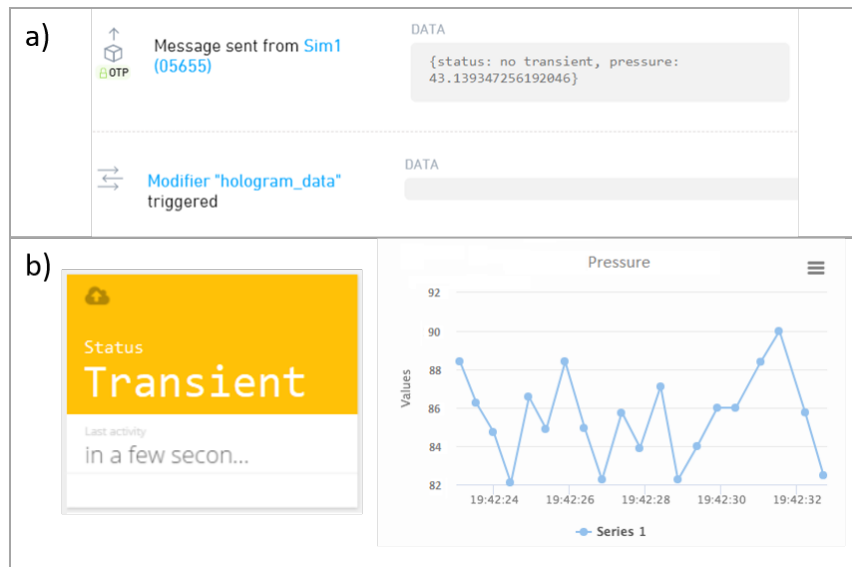 a)
DATA
Message sent from Sim1
(05655)
OTP
{status: no transient, pressure:
43.139347256192046}
DATA
Modifier "hologram_data"
triggered
b)
Status
Transient
Last activity
in a few secon...
Pressure
Values
92
90
88
86
84
82
19:42:24 19:42:26 19:42:28 19:42:30 19:42:32
Series 1